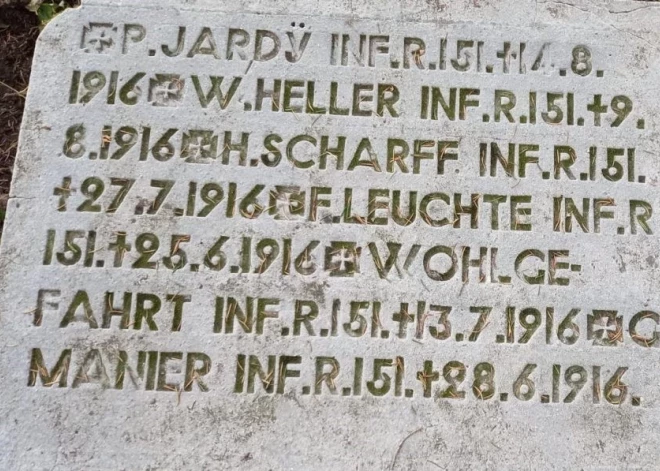 ✠P.JARDŸ INF.R.151.†14.8.
1916✠W.HELLER INF.R.151.†9.
8.1916✠H.SCHARFF INF.R.151.
†27.7.1916✠F.LEUCHTE INF.R
151.†25.6.1916✠WOHLGE-
FAHRT INF.R.151.†13.7.1916✠O
MANIER INF.R.151.†28.6.1916.